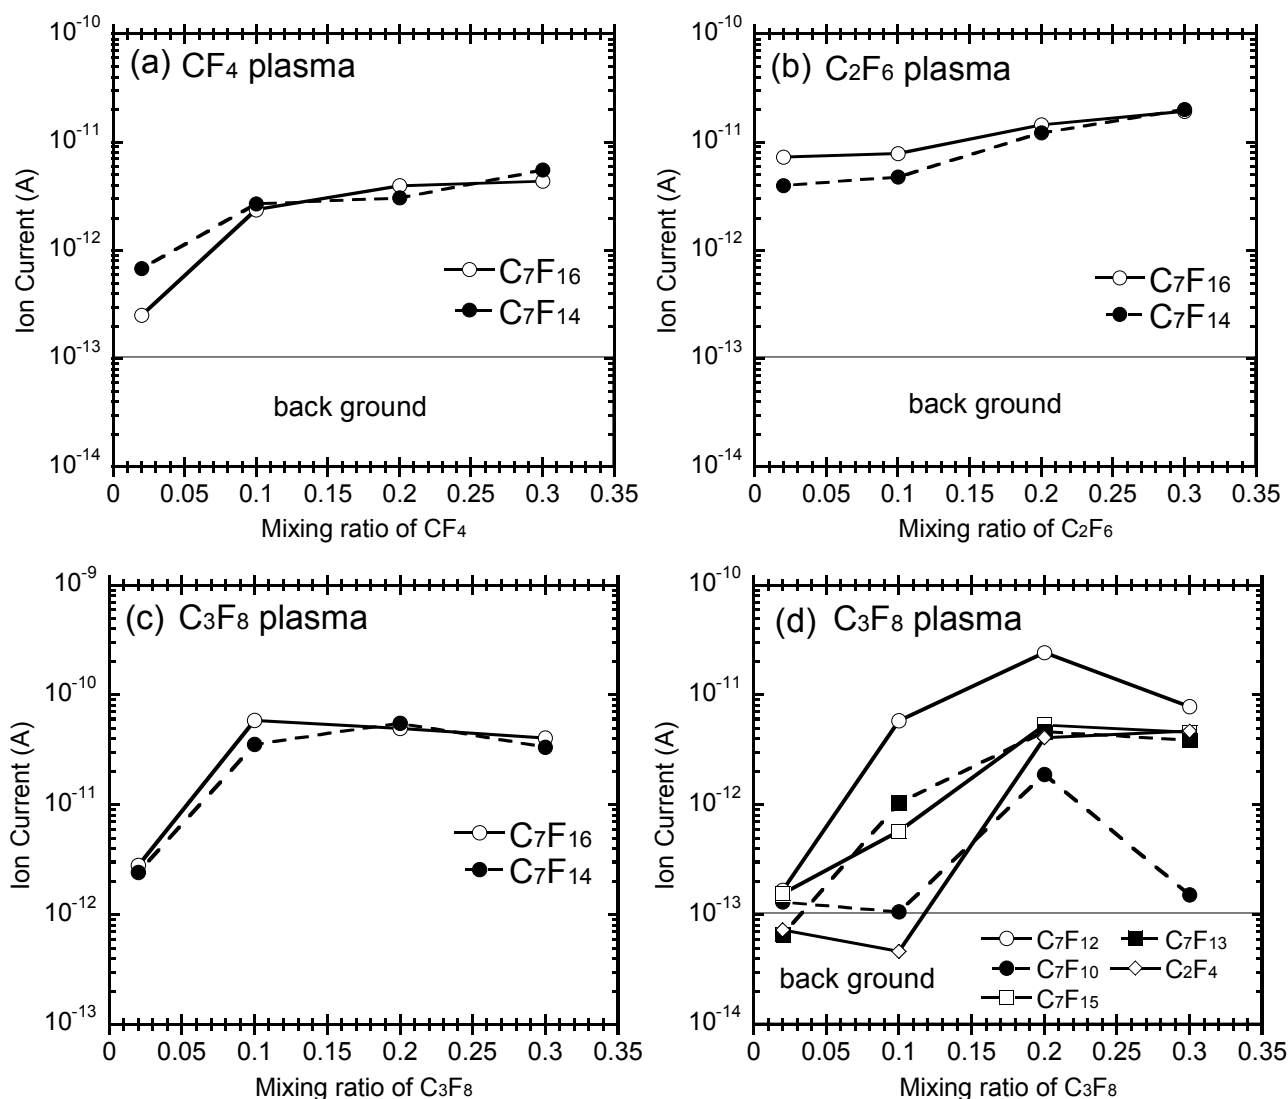 (a) CF4 plasma
10-10
10-11
10-12
10-13
10-14
Ion Current (A)
C7F16
C7F14
back ground
0 0.05 0.1 0.15 0.2 0.25 0.3 0.35
Mixing ratio of CF4
(b) C2F6 plasma
10-10
10-11
10-12
10-13
10-14
Ion Current (A)
C7F16
C7F14
back ground
0 0.05 0.1 0.15 0.2 0.25 0.3 0.35
Mixing ratio of C2F6
(c) C3F8 plasma
10-9
10-10
10-11
10-12
10-13
Ion Current (A)
C7F16
C7F14
0 0.05 0.1 0.15 0.2 0.25 0.3 0.35
Mixing ratio of C3F8
(d) C3F8 plasma
10-10
10-11
10-12
10-13
10-14
Ion Current (A)
back ground
C7F12 C7F13
C7F10 C2F4
C7F15
0 0.05 0.1 0.15 0.2 0.25 0.3 0.35
Mixing ratio of C3F8